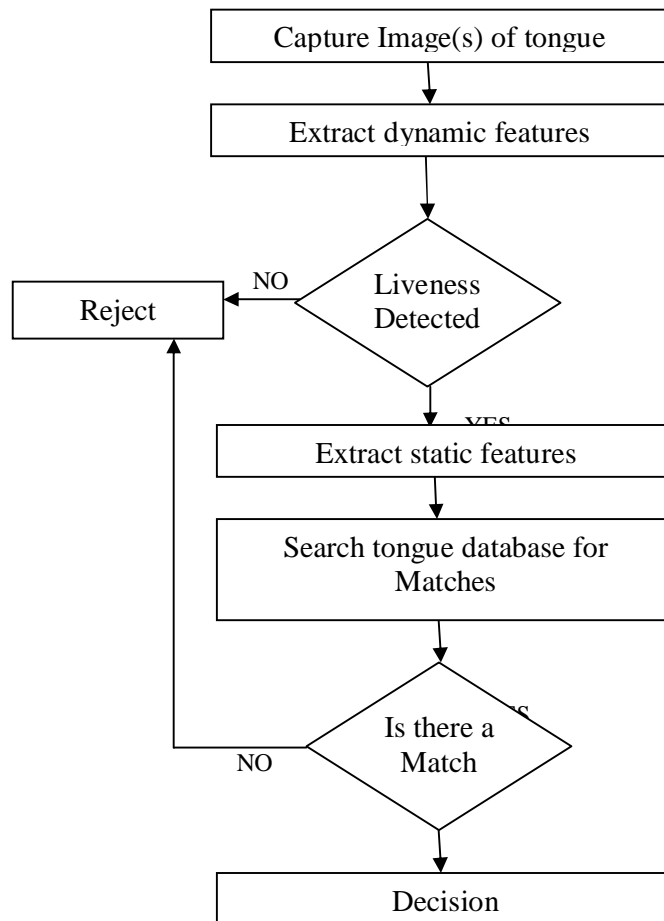 Capture Image(s) of tongue
Extract dynamic features
NO
Liveness
Detected
Reject
YES
Extract static features
Search tongue database for
Matches
Is there a
Match
NO
Decision